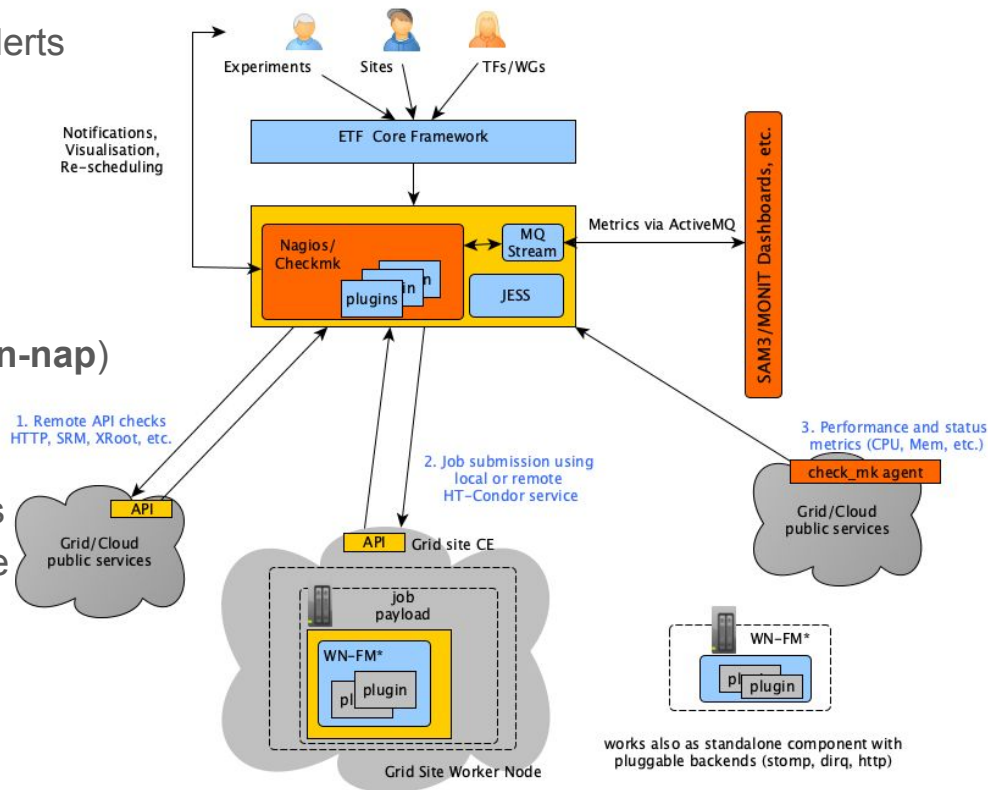 lerts
Experiments
Sites
TFs/WGs
Notifications,
Visualisation,
Re-scheduling
ETF Core Framework
Nagios/
Checkmk
in
n
plugins
MQ
Stream
JESS
Metrics via ActiveMQ
SAM3/MONIT Dashboards, etc.
n-nap)
1. Remote API checks
HTTP, SRM, XRoot, etc.
2. Job submission using
local or remote
HT-Condor service
3. Performance and status
metrics (CPU, Mem, etc.)
check_mk agent
s
e
API
Grid/Cloud
public services
API
Grid site CE
Grid/Cloud
public services
job
payload
WN-FM*
pl
plugin
Grid Site Worker Node
WN-FM*
plugin
works also as standalone component with
pluggable backends (stomp, dirq, http)